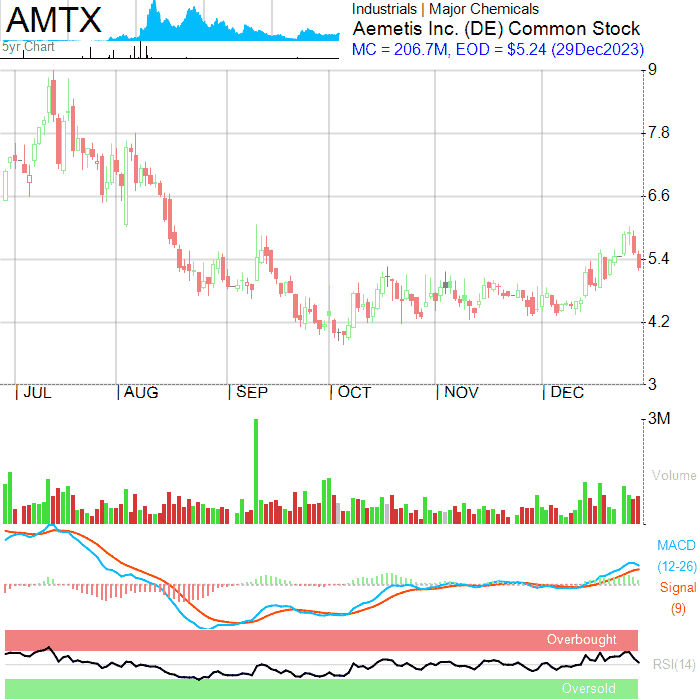 AMTX
5yr Chart
Industrials | Major Chemicals
Aemetis Inc. (DE) Common Stock
MC = 206.7M, EOD = $5.24 (29Dec2023)
9
7.8
6.6
5.4
4.2
3
JUL AUG SEP OCT NOV DEC
3M
Volume
MACD
(12-26)
Signal
(9)
Overbought
RSI(14)
Oversold